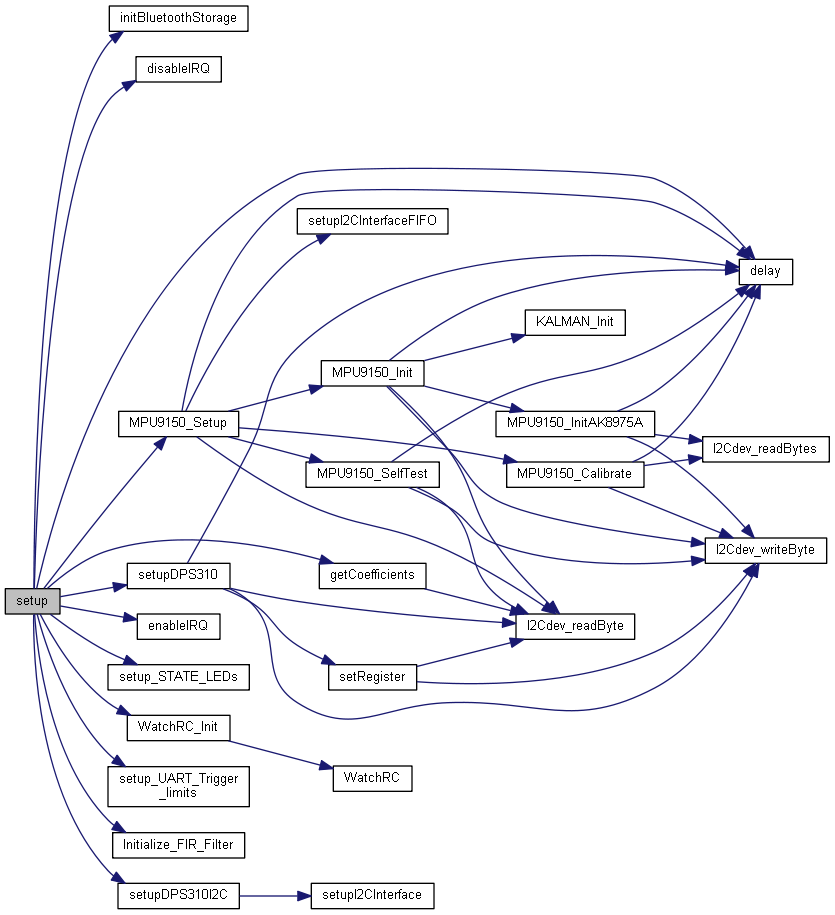 initBluetoothStorage
disableIRQ
setupI2CInterfaceFIFO
delay
KALMAN_Init
MPU9150_Init
MPU9150_Setup
MPU9150_InitAK8975A
I2Cdev_readBytes
MPU9150_SelfTest
MPU9150_Calibrate
I2Cdev_writeByte
setupDPS310
getCoefficients
setup
enableIRQ
I2Cdev_readByte
setup_STATE_LEDs
setRegister
WatchRC_Init
setup_UART_Trigger
_limits
WatchRC
Initialize_FIR_Filter
setupDPS310I2C
setupI2CInterface